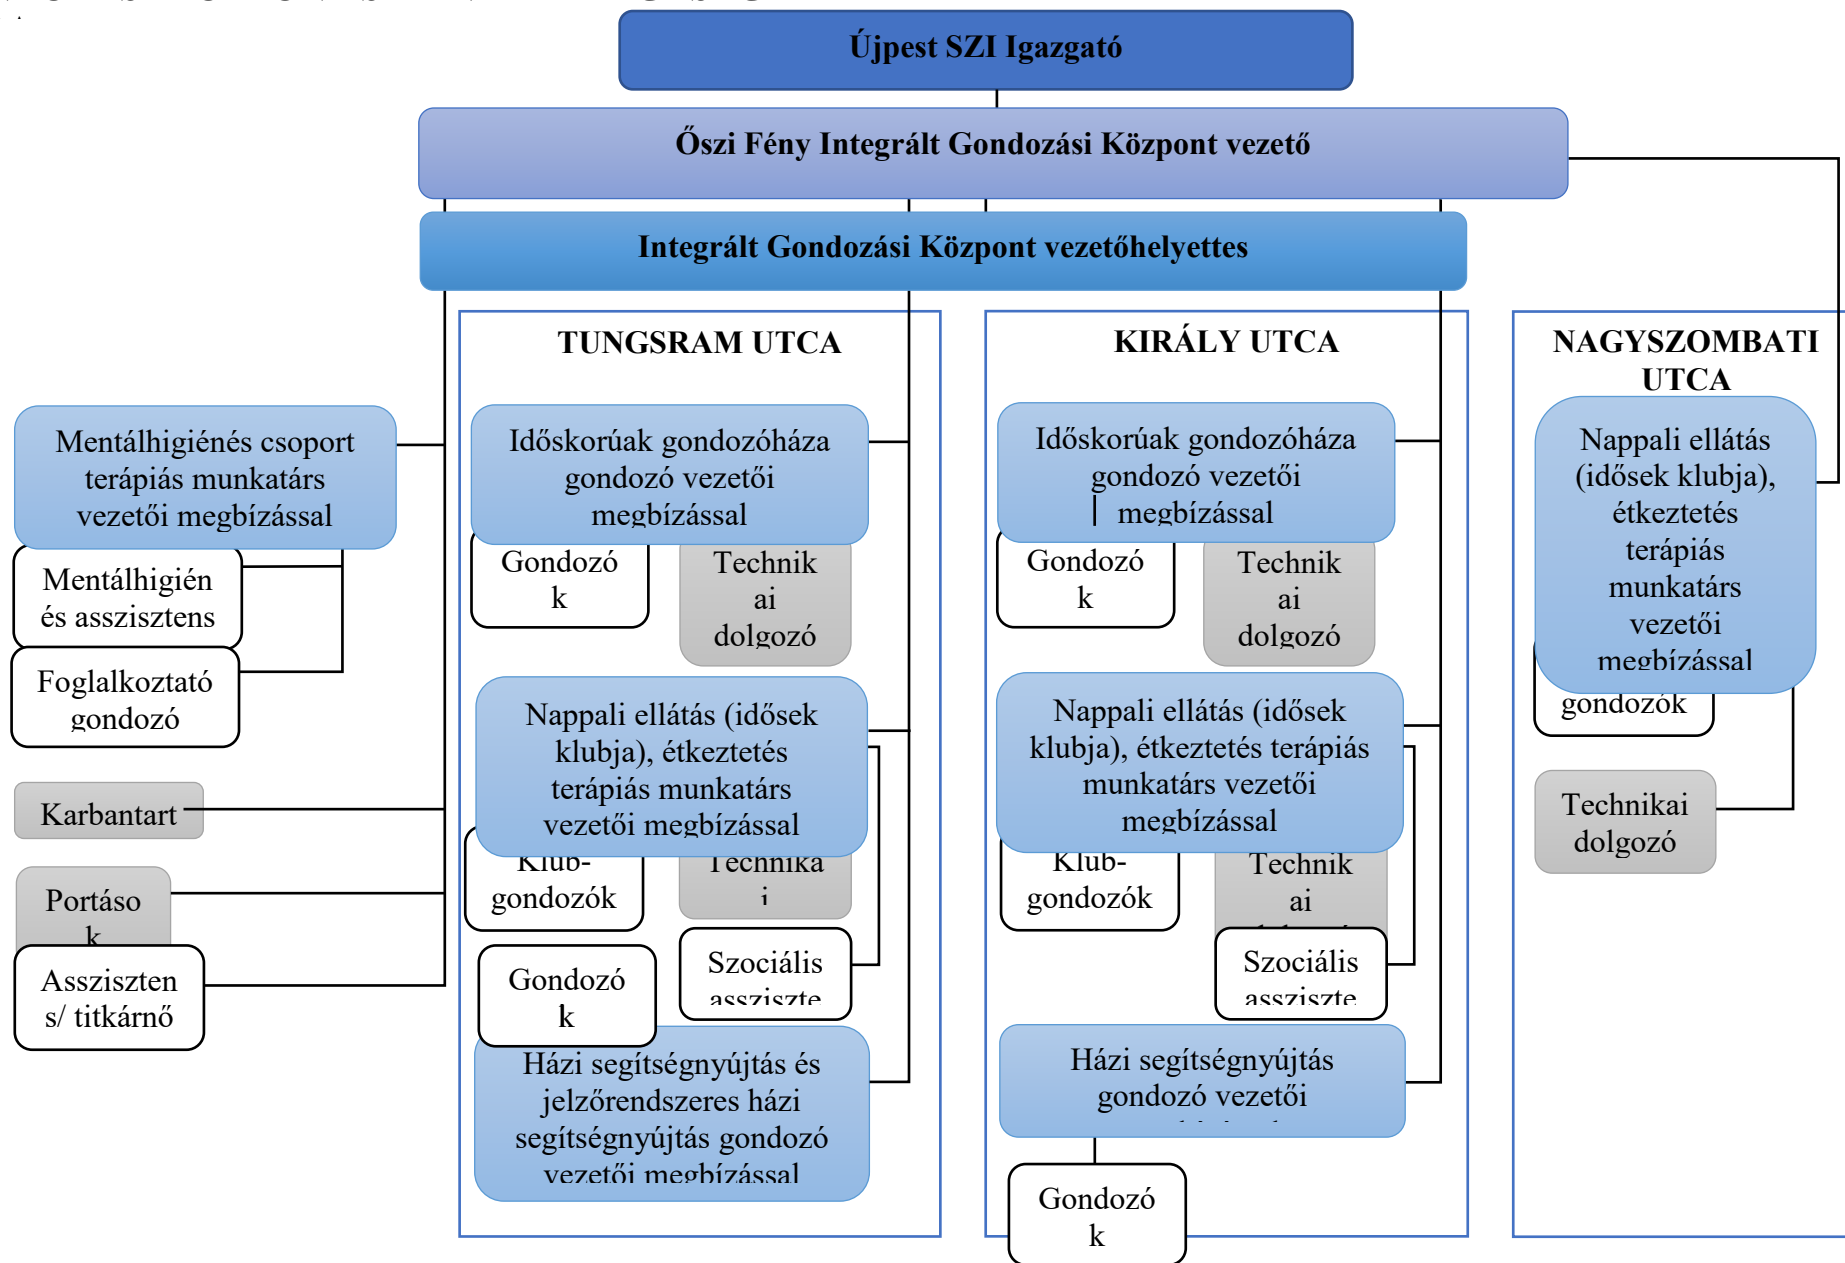 Újpest SZI Igazgató
Őszi Fény Integrált Gondozási Központ vezető
Integrált Gondozási Központ vezetőhelyettes
Mentálhigiénés csoport
terápiás munkatárs
vezetői megbízással
Mentálhigién
és asszisztens
Foglalkoztató
gondozó
Karbantart
Portáso
k
Assziszten
s/ titkárnő
TUNGSRAM UTCA
Időskorúak gondozóháza
gondozó vezetői
megbízással
Gondozó
k
Technik
ai
dolgozó
Nappali ellátás (idősek
klubja), étkeztetés
terápiás munkatárs
vezetői megbízással
Klub-
gondozók
Technika
i
Gondozó
k
Szociális
assziszte
Házi segítségnyújtás és
jelzőrendszeres házi
segítségnyújtás gondozó
vezetői megbízással
KIRÁLY UTCA
Időskorúak gondozóháza
gondozó vezetői
megbízással
Gondozó
k
Technik
ai
dolgozó
Nappali ellátás (idősek
klubja), étkeztetés terápiás
munkatárs vezetői
megbízással
Klub-
gondozók
Technik
ai
Szociális
assziszte
Házi segítségnyújtás
gondozó vezetői
Gondozó
k
NAGYSZOMBATI
UTCA
Nappali ellátás
(idősek klubja),
étkeztetés
terápiás
munkatárs
vezetői
megbízással
gondozók
Technikai
dolgozó